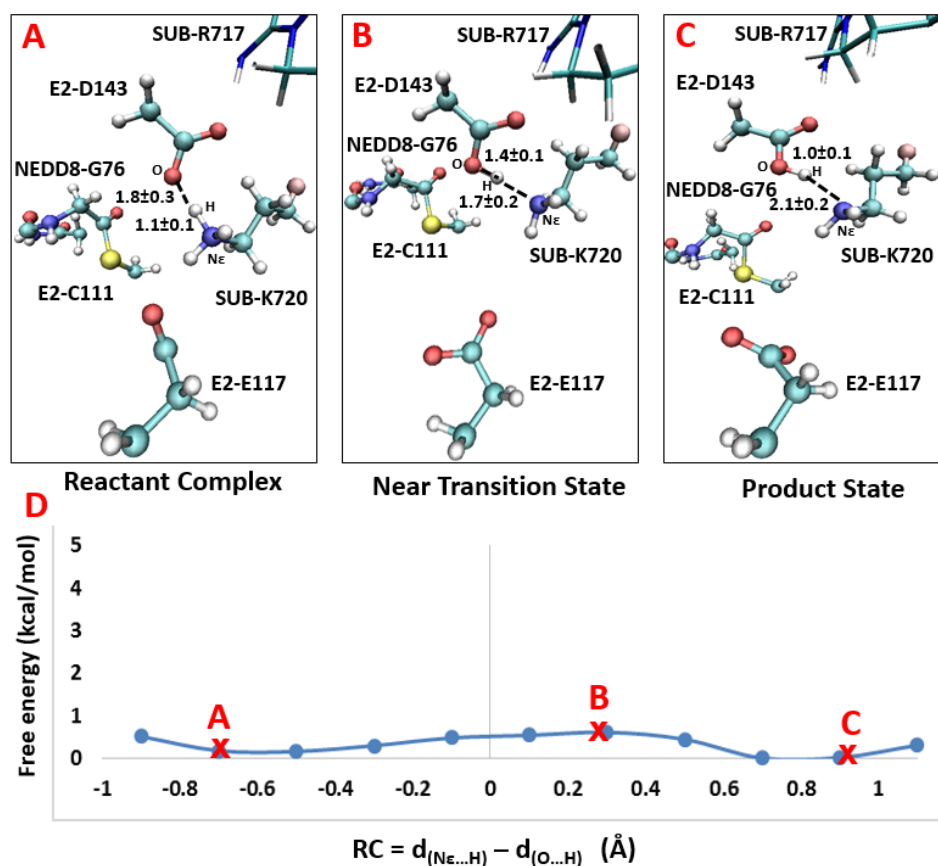 A
SUB-R717
E2-D143
O
NEDD8-G76
1.8±0.3
H
1.1±0.1
Nε
E2-C111
SUB-K720
E2-E117
Reactant Complex
B
SUB-R717
E2-D143
NEDD8-G76
O
1.4±0.1
H
1.7±0.2
Nε
E2-C111
SUB-K720
E2-E117
Near Transition State
C
SUB-R717
E2-D143
O
1.0±0.1
H
NEDD8-G76
2.1±0.2
Nε
E2-C111
SUB-K720
E2-E117
Product State
D
Free energy (kcal/mol)
5
4
3
2
1
0
A
B
C
-1
-0.8
-0.6
-0.4
-0.2
0
0.2
0.4
0.6
0.8
1
RC = d(Nε...H) – d(O...H) (Å)